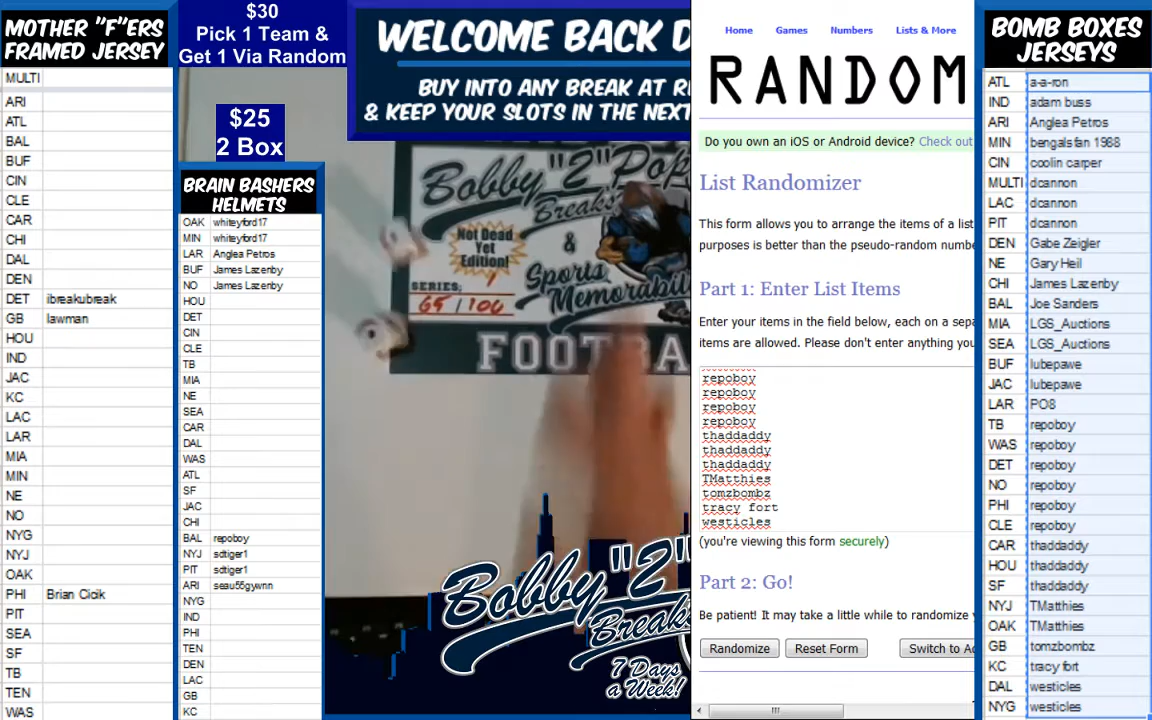 MOTHER "F"ERS
FRAMED JERSEY
MULTI
ARI
ATL
BAL
BUF
CIN
CLE
CAR
CHI
DAL
DEN
DET ibreakubreak
GB lawman
HOU
IND
JAC
KC
LAC
LAR
MIA
MIN
NE
NO
NYG
NYJ
OAK
PHI Brian Cicik
PIT
SEA
SF
TB
TEN
WAS
$30
Pick 1 Team &
Get 1 Via Random
$25
2 Box
BRAIN BASHERS
HELMETS
OAK whiteyford17
MIN whiteyford17
LAR Anglea Petros
BUF James Lazenby
NO James Lazenby
HOU
DET
CIN
CLE
TB
MIA
NE
SEA
CAR
DAL
WAS
ATL
SF
JAC
CHI
BAL repoboy
NYJ sdtiger1
PIT sdtiger1
ARI seau55gywnn
NYG
IND
PHI
TEN
DEN
LAC
GB
KC
WELCOME BACK D
BUY INTO ANY BREAK AT RE
& KEEP YOUR SLOTS IN THE NEXT
Bobby "2" Pop
Breaks
Not Dead
Yet
Edition!
&
Sports
Memorabil
SERIES:
65/100
FOOTBA
Bobby "2"
Breaks
7 Days
a Week!
Home Games Numbers Lists & More
RANDOM
Do you own an iOS or Android device? Check out
List Randomizer
This form allows you to arrange the items of a list
purposes is better than the pseudo-random numbe
Part 1: Enter List Items
Enter your items in the field below, each on a sepa
items are allowed. Please don't enter anything you
repoboy
repoboy
repoboy
repoboy
thaddaddy
thaddaddy
thaddaddy
TMatthies
tomzbombz
tracy fort
westicles
(you're viewing this form securely)
Part 2: Go!
Be patient! It may take a little while to randomize y
Randomize Reset Form Switch to Ad
BOMB BOXES
JERSEYS
ATL a-a-ron
IND adam buss
ARI Anglea Petros
MIN bengalsfan 1988
CIN coolin carper
MULTI dcannon
LAC dcannon
PIT dcannon
DEN Gabe Zeigler
NE Gary Heil
CHI James Lazenby
BAL Joe Sanders
MIA LGS_Auctions
SEA LGS_Auctions
BUF lubepawe
JAC lubepawe
LAR PO8
TB repoboy
WAS repoboy
DET repoboy
NO repoboy
PHI repoboy
CLE repoboy
CAR thaddaddy
HOU thaddaddy
SF thaddaddy
NYJ TMatthies
OAK TMatthies
GB tomzbombz
KC tracy fort
DAL westicles
NYG westicles